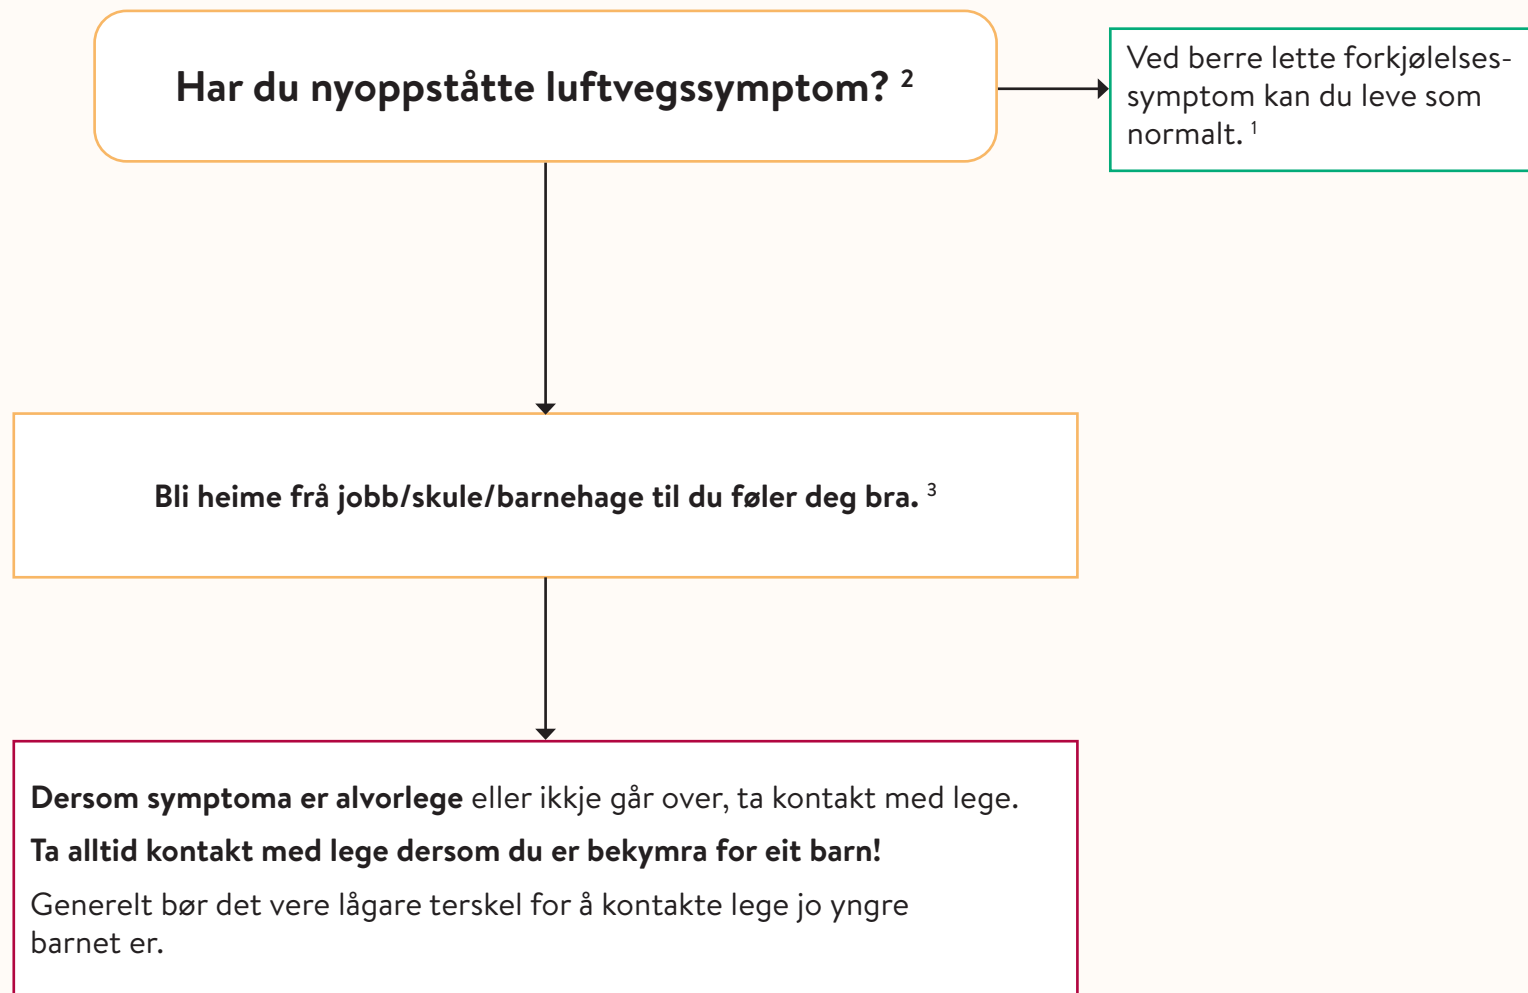 Har du nyoppståtte luftvegssymptom? 2
Ved berre lette forkjølelses-
symptom kan du leve som
normalt. 1
Bli heime frå jobb/skule/barnehage til du føler deg bra. 3
Dersom symptoma er alvorlege eller ikkje går over, ta kontakt med lege.
Ta alltid kontakt med lege dersom du er bekymra for eit barn!
Generelt bør det vere lågare terskel for å kontakte lege jo yngre
barnet er.